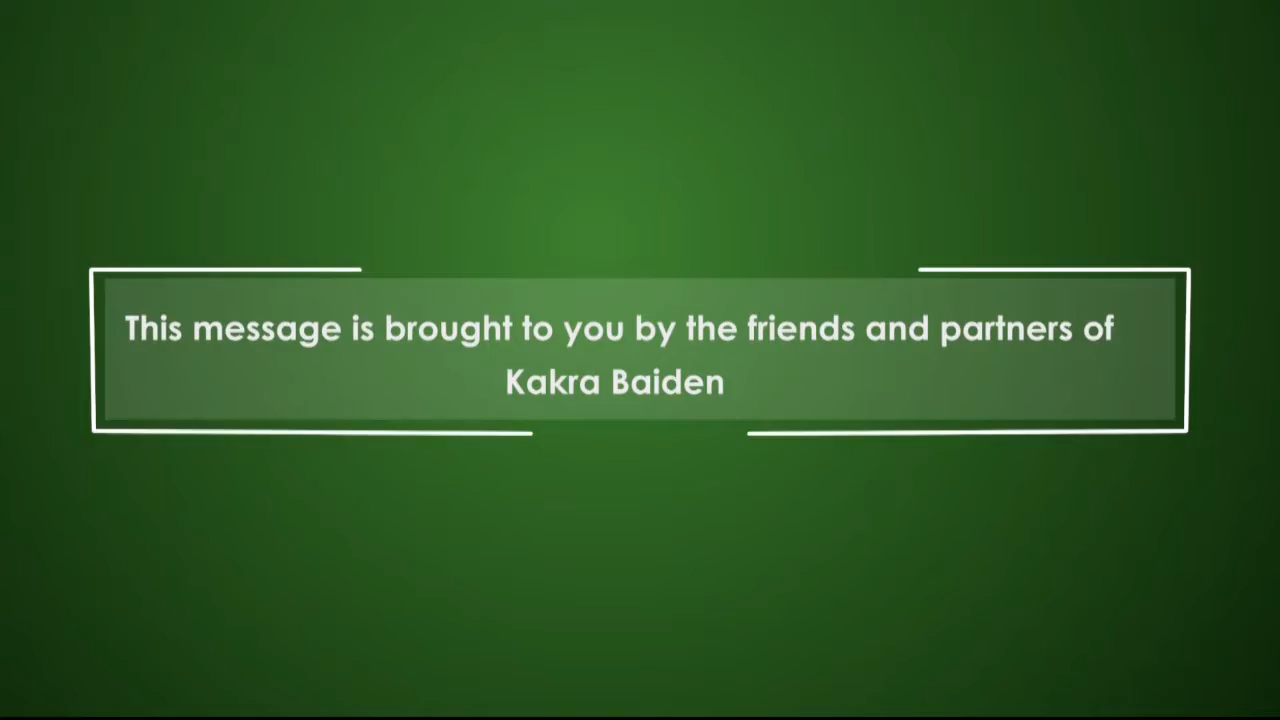 This message is brought to you by the friends and partners of
Kakra Baiden